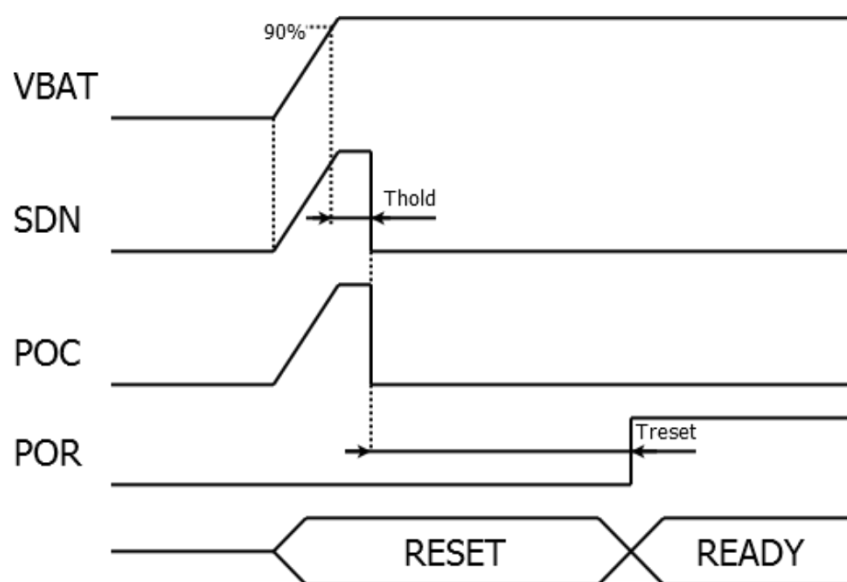 90%
VBAT
Thold
SDN
POC
Treset
POR
RESET READY